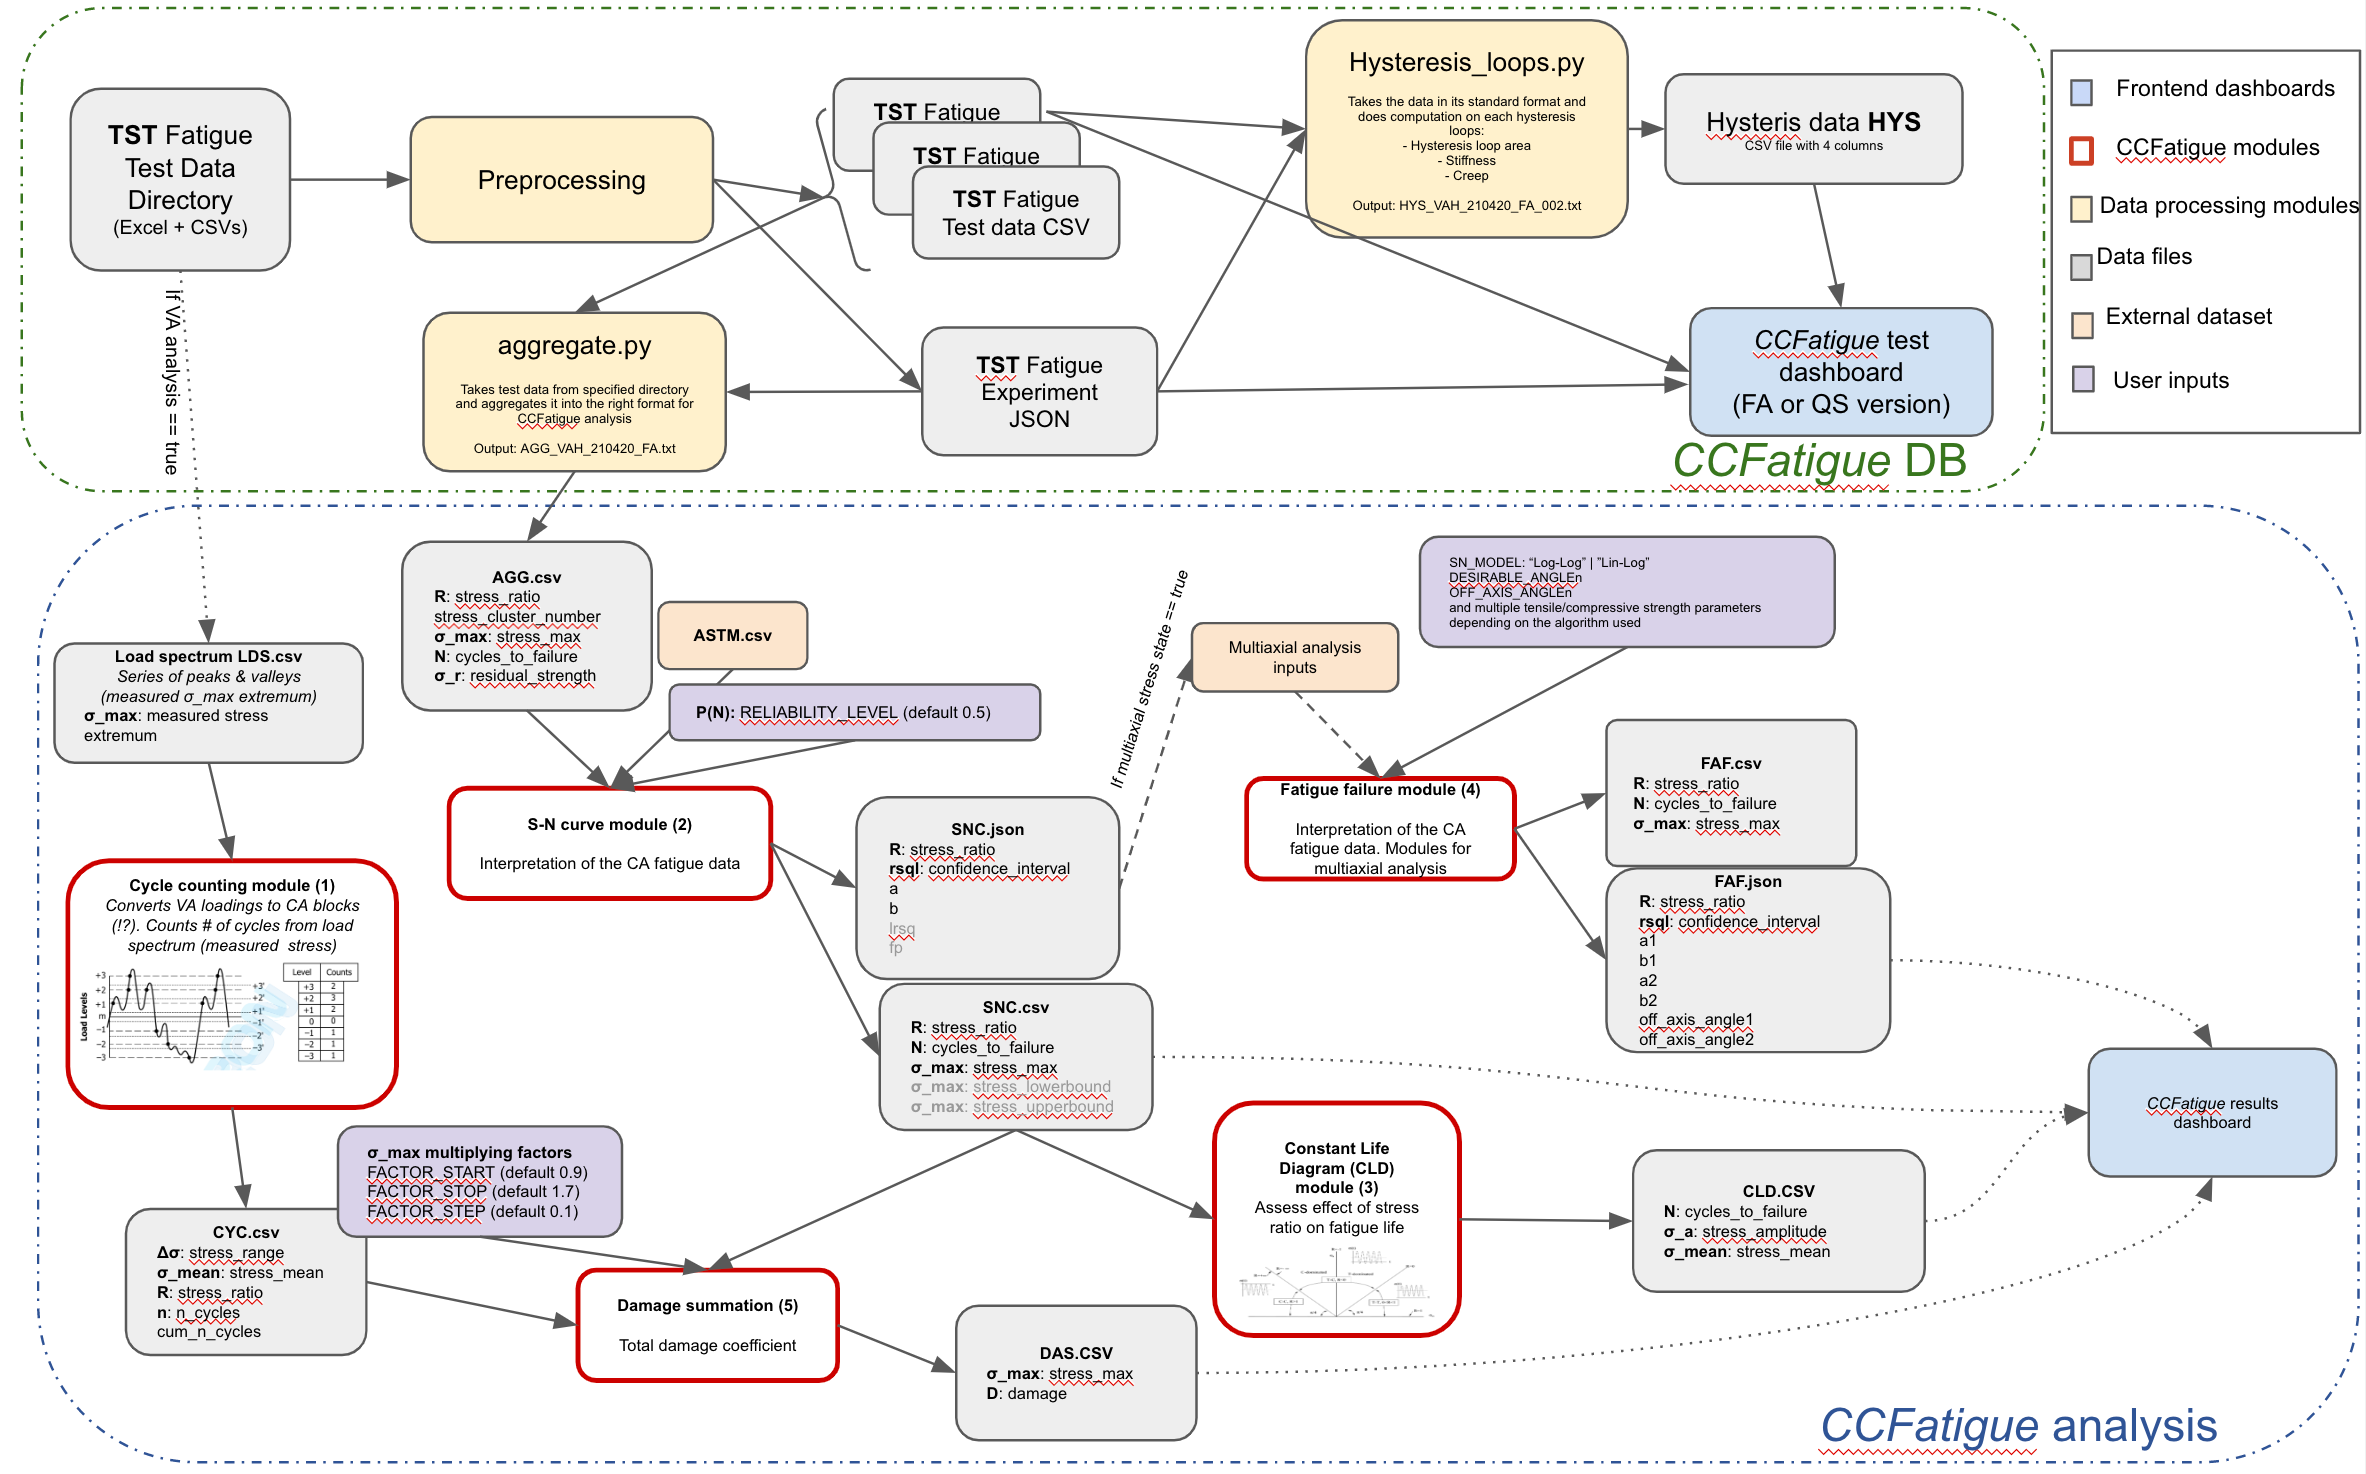 TST Fatigue
Test Data
Directory
(Excel + CSVs)
Preprocessing
TST Fatigue
TST Fatigue
TST Fatigue
Test data CSV
Hysteresis_loops.py
Takes the data in its standard format and
does computation on each hysteresis
loops:
- Hysteresis loop area
- Stiffness
- Creep
Output: HYS_VAH_210420_FA_002.txt
Hysteris data HYS
CSV file with 4 columns
Frontend dashboards
CCFatigue modules
Data processing modules
Data files
External dataset
User inputs
If VA analysis == true
aggregate.py
Takes test data from specified directory
and aggregates it into the right format for
CCFatigue analysis
Output: AGG_VAH_210420_FA.txt
TST Fatigue
Experiment
JSON
CCFatigue test
dashboard
(FA or QS version)
CCFatigue DB
AGG.csv
R: stress_ratio
stress_cluster_number
σ_max: stress_max
N: cycles_to_failure
σ_r: residual_strength
ASTM.csv
P(N): RELIABILITY_LEVEL (default 0.5)
If multiaxial stress state == true
Multiaxial analysis
inputs
SN_MODEL: “Log-Log” | ”Lin-Log”
DESIRABLE_ANGLEn
OFF_AXIS_ANGLEn
and multiple tensile/compressive strength parameters
depending on the algorithm used
Load spectrum LDS.csv
Series of peaks & valleys
(measured σ_max extremum)
σ_max: measured stress
extremum
S-N curve module (2)
Interpretation of the CA fatigue data
SNC.json
R: stress_ratio
rsql: confidence_interval
a
b
lrsq
fp
Fatigue failure module (4)
Interpretation of the CA
fatigue data. Modules for
multiaxial analysis
FAF.csv
R: stress_ratio
N: cycles_to_failure
σ_max: stress_max
FAF.json
R: stress_ratio
rsql: confidence_interval
a1
b1
a2
b2
off_axis_angle1
off_axis_angle2
Cycle counting module (1)
Converts VA loadings to CA blocks
(!?). Counts # of cycles from load
spectrum (measured  stress)
Load Levels
+3
+2
+1
m
−1
−2
−3
+3'
+2'
+1'
−1'
−2'
−3'
Level Counts
+3 2
+2 3
+1 2
0 0
−1 1
−2 1
−3 1
SNC.csv
R: stress_ratio
N: cycles_to_failure
σ_max: stress_max
σ_max: stress_lowerbound
σ_max: stress_upperbound
CCFatigue results
dashboard
σ_max multiplying factors
FACTOR_START (default 0.9)
FACTOR_STOP (default 1.7)
FACTOR_STEP (default 0.1)
Constant Life
Diagram (CLD)
module (3)
Assess effect of stress
ratio on fatigue life
CLD.CSV
N: cycles_to_failure
σ_a: stress_amplitude
σ_mean: stress_mean
CYC.csv
Δσ: stress_range
σ_mean: stress_mean
R: stress_ratio
n: n_cycles
cum_n_cycles
Damage summation (5)
Total damage coefficient
DAS.CSV
σ_max: stress_max
D: damage
CCFatigue analysis